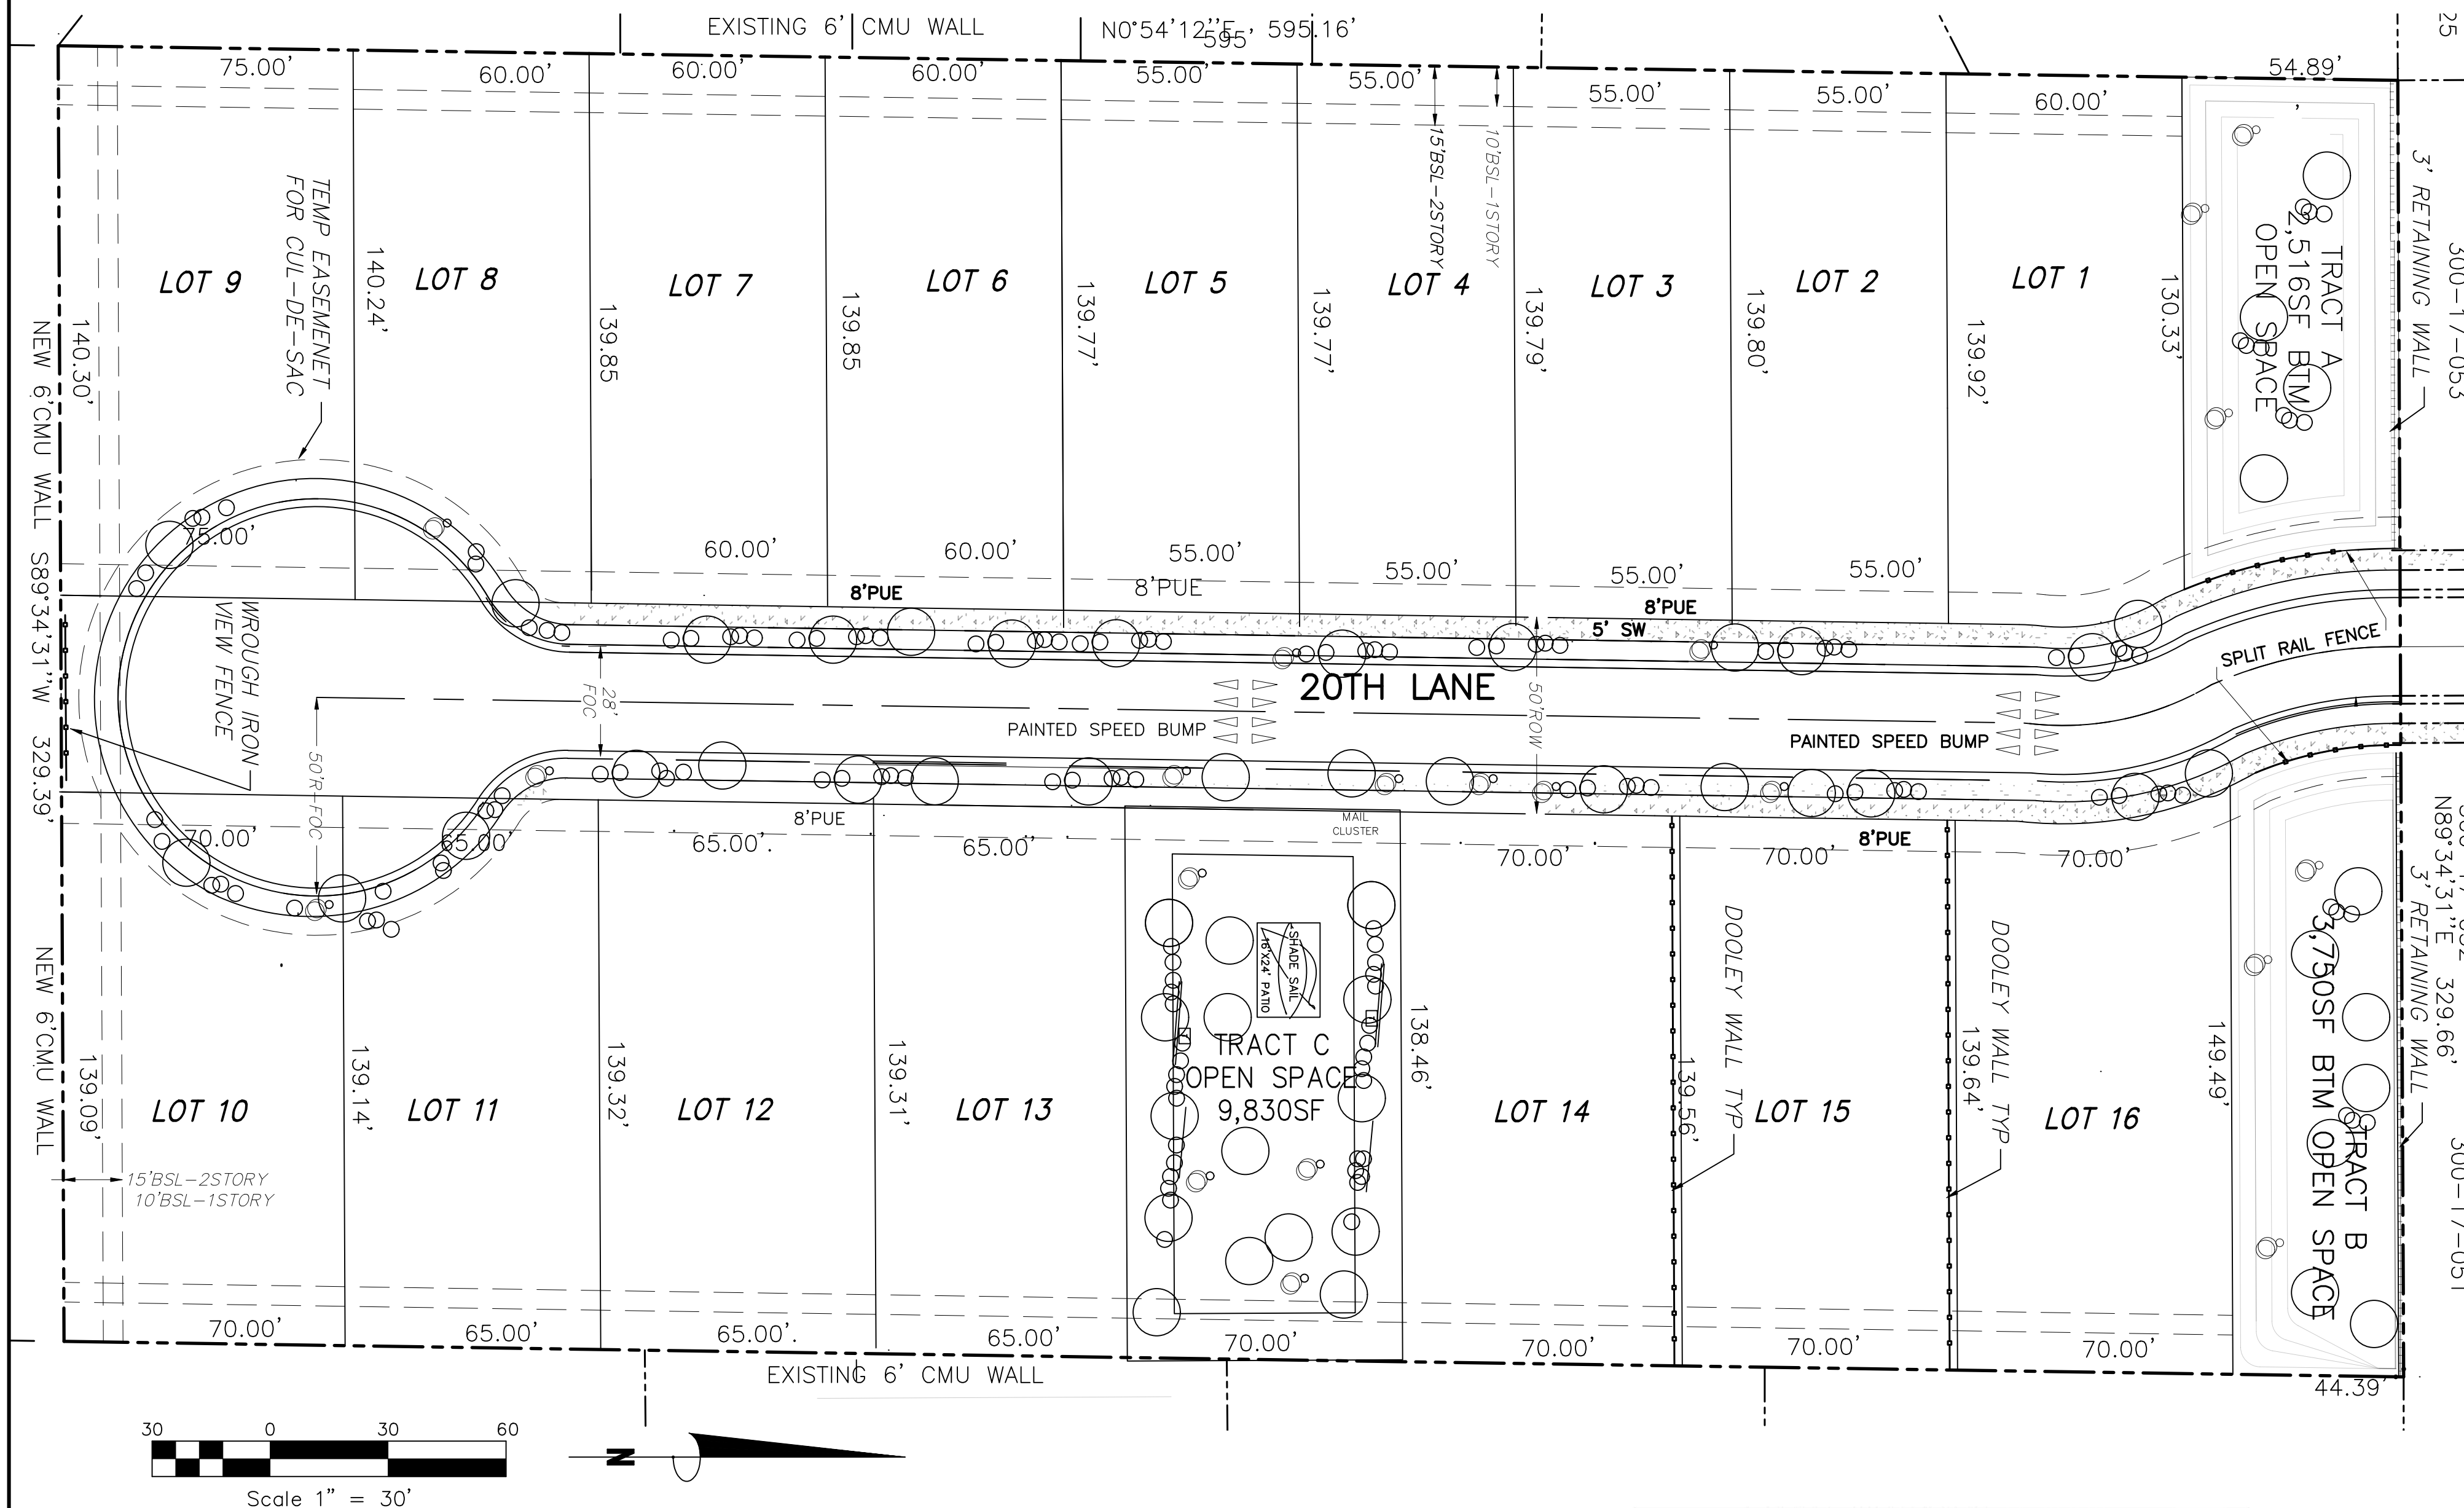 EXISTING 6' CMU WALL
N0°54'12"E , 595.16'
595'
25
75.00'
60.00'
60.00'
60.00'
55.00'
55.00'
55.00'
55.00'
60.00'
54.89'
15'BSL-2STORY
10'BSL-1STORY
3' RETAINING WALL
300-17-053
TEMP EASEMENET
FOR CUL-DE-SAC
LOT 9
LOT 8
LOT 7
LOT 6
LOT 5
LOT 4
LOT 3
LOT 2
LOT 1
TRACT A
2,516SF BTM
OPEN SPACE
140.30'
140.24'
139.85
139.85
139.77'
139.77'
139.79'
139.80'
139.92'
130.33'
NEW 6'CMU WALL S89°34'31"W 329.39'
75.00'
60.00'
60.00'
55.00'
55.00'
55.00'
55.00'
8'PUE
8'PUE
8'PUE
5' SW
WROUGH IRON
VIEW FENCE
28'
FOC
50'R-FOC
20TH LANE
50'ROW
PAINTED SPEED BUMP
PAINTED SPEED BUMP
SPLIT RAIL FENCE
70.00'
65.00'
8'PUE
65.00'.
65.00'
MAIL
CLUSTER
70.00'
70.00'
8'PUE
70.00'
N89°34'31"E 329.66'
3' RETAINING WALL
300-17-051
SHADE SAIL
16'X24' PATIO
DOOLEY WALL TYP
DOOLEY WALL TYP
NEW 6'CMU WALL
139.09'
139.14'
139.32'
139.31'
138.46'
139.56'
139.64'
149.49'
LOT 10
LOT 11
LOT 12
LOT 13
TRACT C
OPEN SPACE
9,830SF
LOT 14
LOT 15
LOT 16
TRACT B
3,750SF BTM OPEN SPACE
15'BSL-2STORY
10'BSL-1STORY
70.00'
65.00'
65.00'.
65.00'
70.00'
70.00'
70.00'
70.00'
44.39'
EXISTING 6' CMU WALL
30 0 30 60
Scale 1" = 30'
N